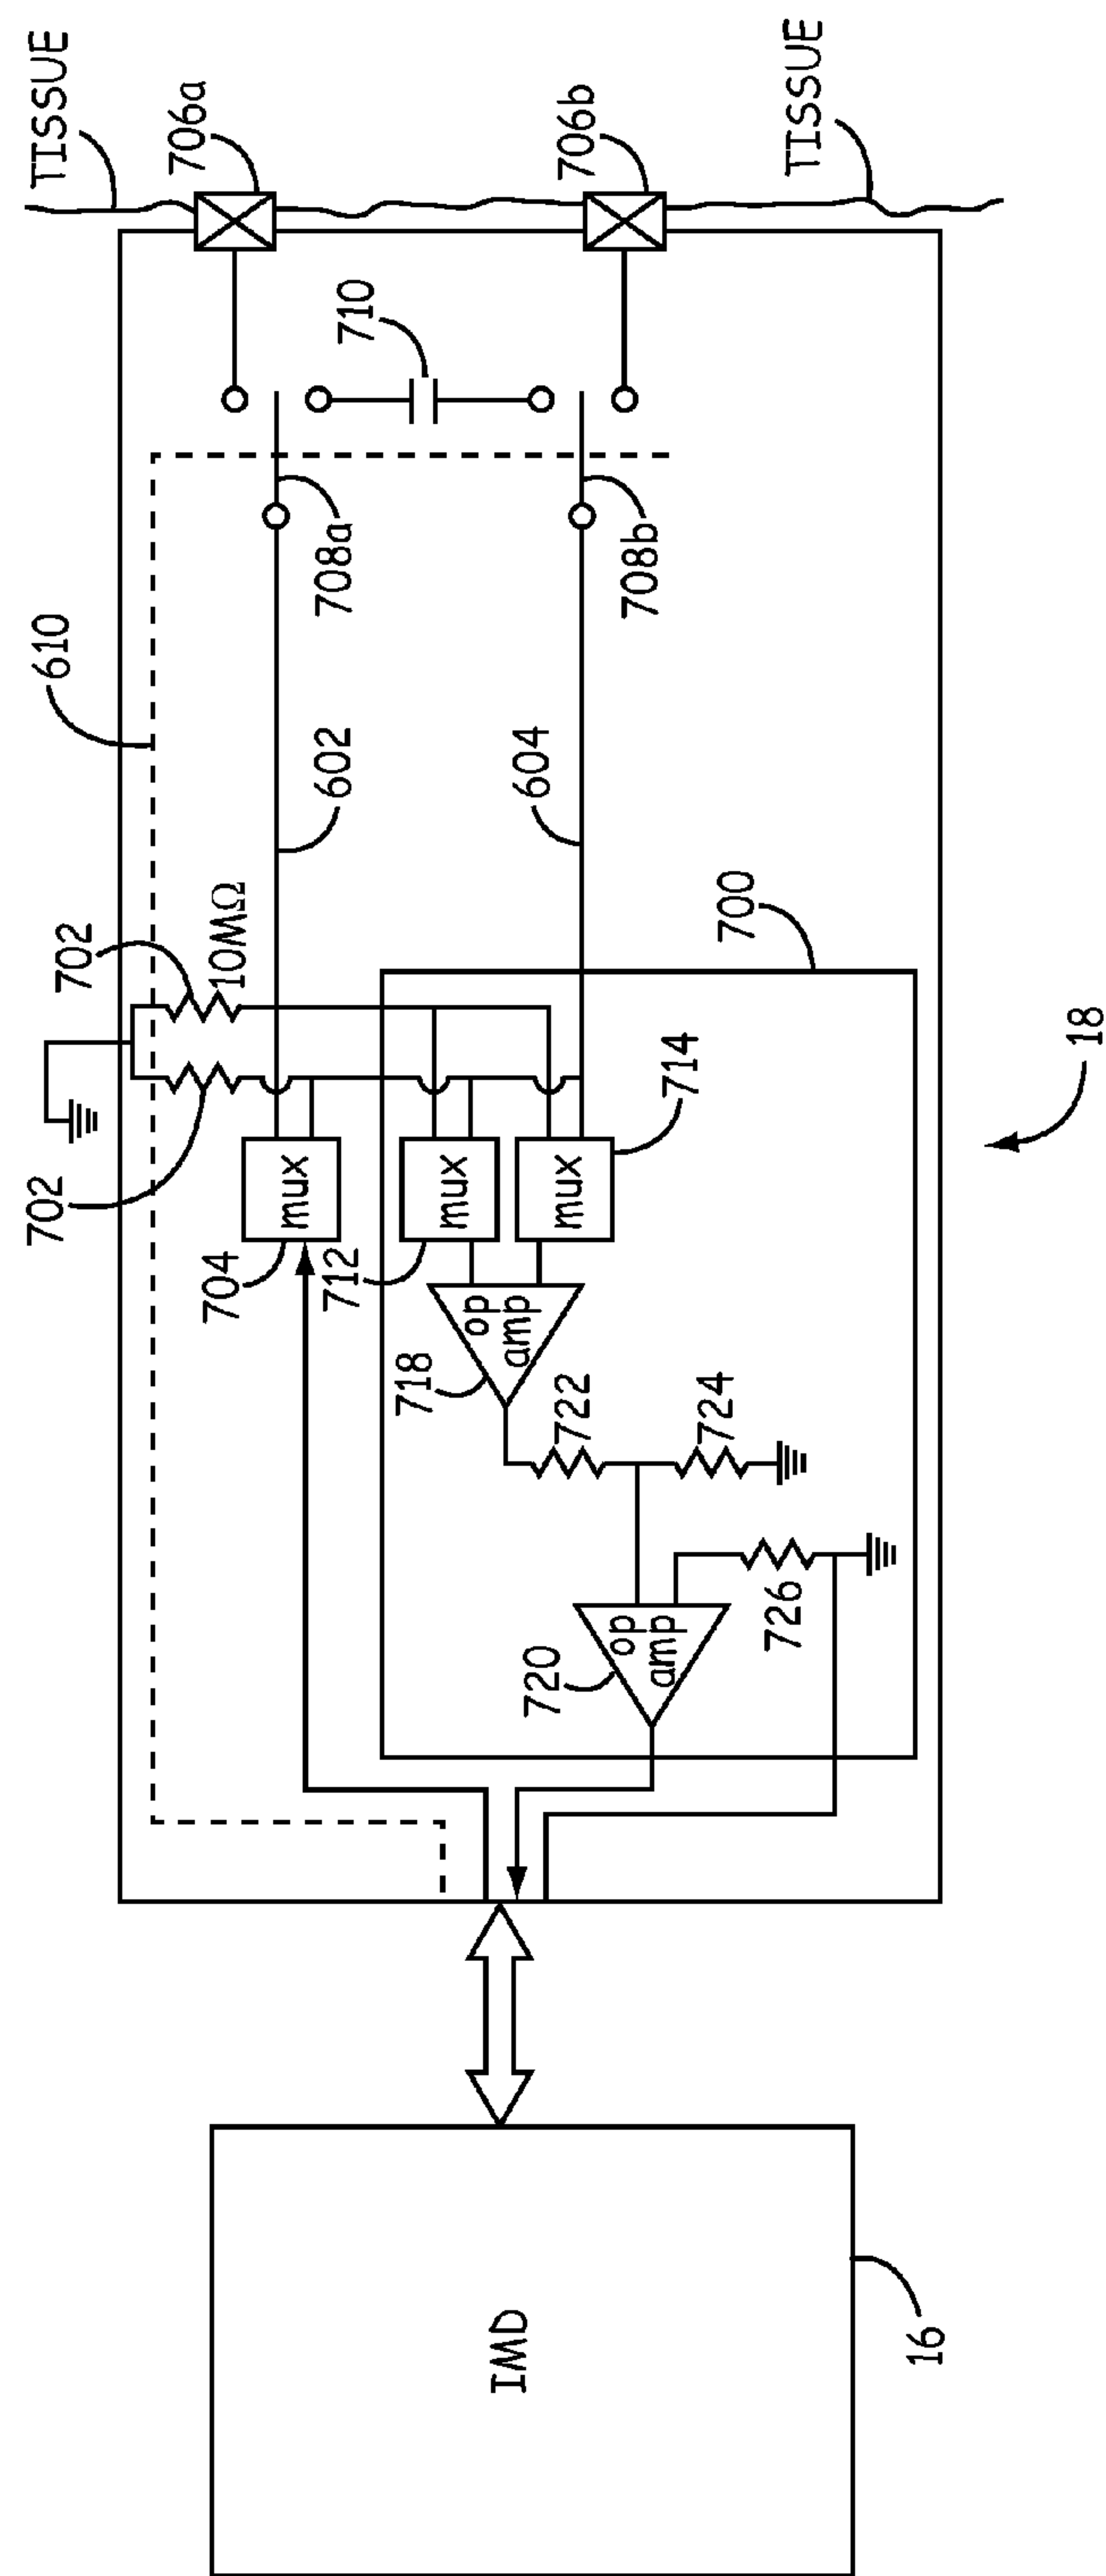 TISSUE
706a
706b
TISSUE
710
708a
708b
610
602
604
702
10MΩ
700
702
704
mux
712
mux
mux
714
718
op
amp
722
724
720
op
amp
726
18
IMD
16